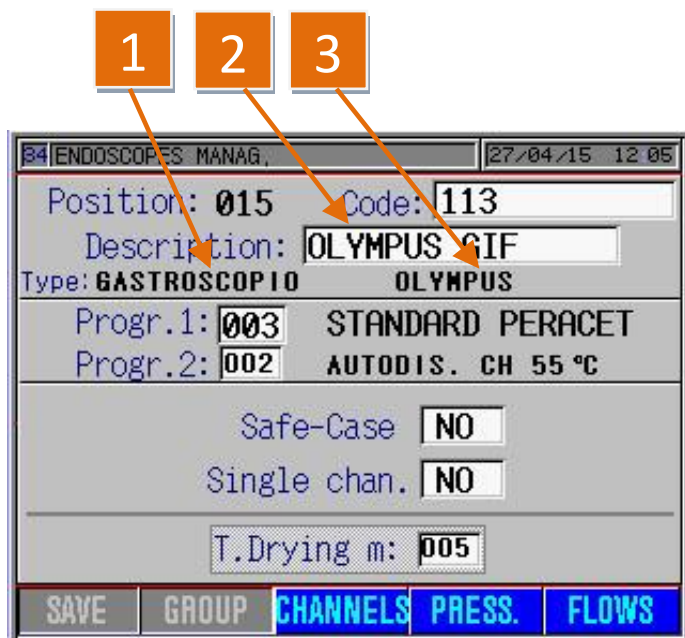 1 2 3
34 ENDOSCOPES MANAG, 27/04/15 12:05
Position: 015 Code: 113
Description: OLYMPUS GIF
Type: GASTROSCOPIO OLYMPUS
Progr.1: 003 STANDARD PERACET
Progr.2: 002 AUTODIS. CH 55 °C
Safe-Case NO
Single chan. NO
T.Drying m: 005
SAVE GROUP CHANNELS PRESS. FLOWS